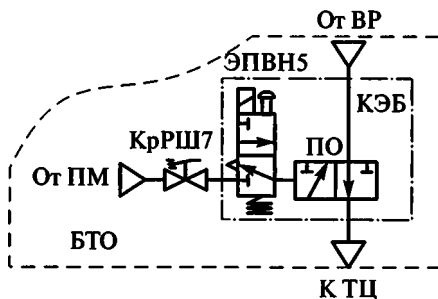 От ВР
ЭПВН5
КЭБ
КрРШ7
ПО
От ПМ
БТО
К ТЦ